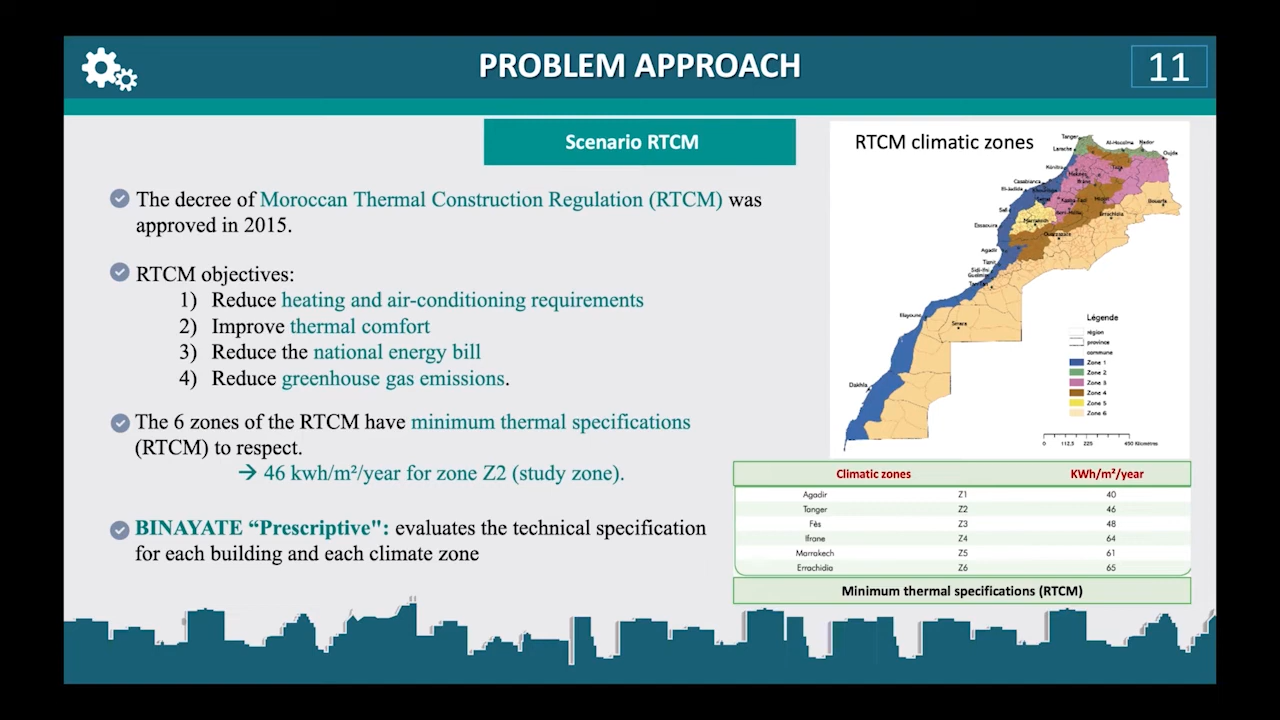 PROBLEM APPROACH
11
Scenario RTCM
The decree of Moroccan Thermal Construction Regulation (RTCM) was
approved in 2015.
RTCM objectives:
1) Reduce heating and air-conditioning requirements
2) Improve thermal comfort
3) Reduce the national energy bill
4) Reduce greenhouse gas emissions.
The 6 zones of the RTCM have minimum thermal specifications
(RTCM) to respect.
→ 46 kwh/m²/year for zone Z2 (study zone).
BINAYATE “Prescriptive": evaluates the technical specification
for each building and each climate zone
RTCM climatic zones
Tanger
Larache
Al-Hoceima
Nador
Oujda
Kénitra
Casablanca
El-Jadida
Safi
Essaouira
Marrakech
Beni-Mellal
Errachidia
Bouarfa
Ouarzazate
Agadir
Tiznit
Sidi-Ifni
Guelmim
Tan-Tan
Elayoune
Smara
Dakhla
Légende
région
province
commune
Zone 1
Zone 2
Zone 3
Zone 4
Zone 5
Zone 6
0 112,5 225 450 Kilomètres
Climatic zones KWh/m²/year
Agadir Z1 40
Tanger Z2 46
Fès Z3 48
Ifrane Z4 64
Marrakech Z5 61
Errachidia Z6 65
Minimum thermal specifications (RTCM)